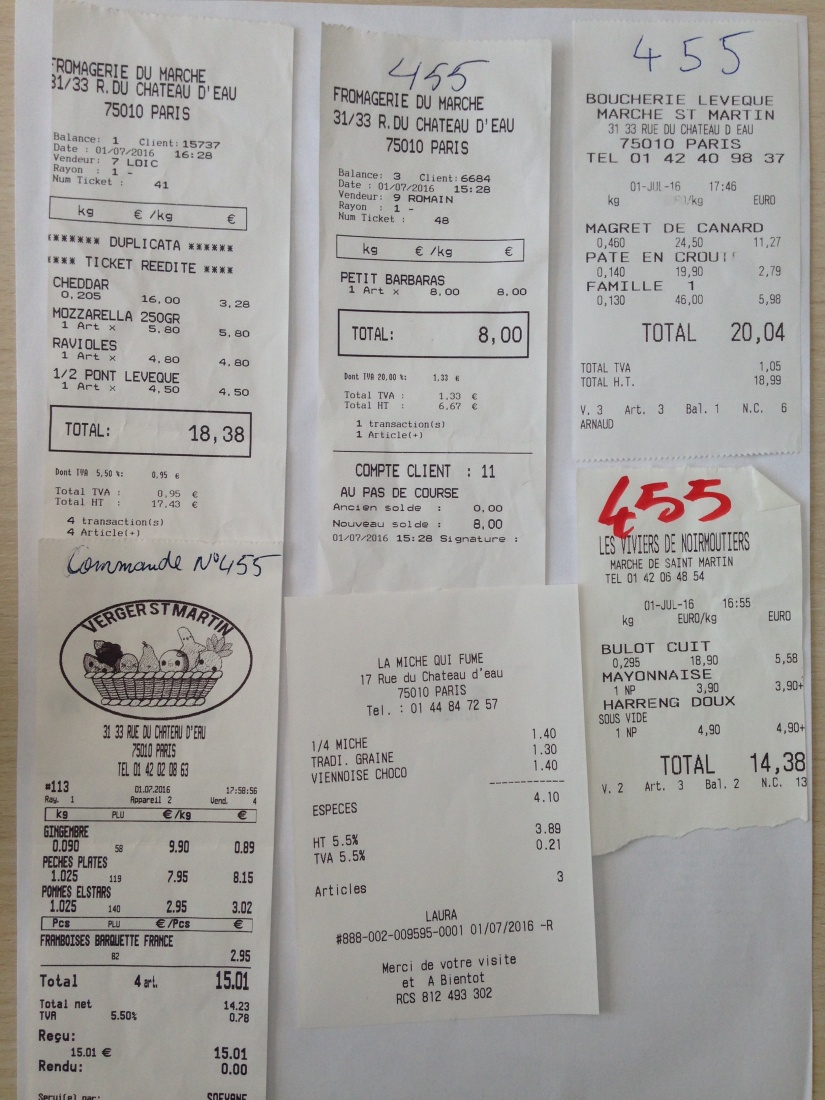 FROMAGERIE DU MARCHE
31/33 R.DU CHATEAU D'EAU
75010 PARIS
Balance: 1 Client:15737
Date : 01/07/2016 16:28
Vendeur: 7 LOIC
Rayon : 1 -
Num Ticket : 41
kg € /kg €
******* DUPLICATA ******
**** TICKET REEDITE ****
CHEDDAR
0,205 16,00 3,28
MOZZARELLA 250GR
1 Art x 5,80 5,80
RAVIOLES
1 Art x 4,80 4,80
1/2 PONT LEVEQUE
1 Art x 4,50 4,50
TOTAL: 18,38
Dont TVA 5,50 %: 0,95 €
Total TVA : 0,95 €
Total HT : 17,43 €
4 transaction(s)
4 Article(+)
455
FROMAGERIE DU MARCHE
31/33 R.DU CHATEAU D'EAU
75010 PARIS
Balance: 3 Client:6684
Date : 01/07/2016 15:28
Vendeur: 9 ROMAIN
Rayon : 1 -
Num Ticket : 48
kg € /kg €
PETIT BARBARAS
1 Art x 8,00 8,00
TOTAL: 8,00
Dont TVA 20,00 %: 1,33 €
Total TVA : 1,33 €
Total HT : 6,67 €
1 transaction(s)
1 Article(+)
COMPTE CLIENT : 11
AU PAS DE COURSE
Ancien solde : 0,00
Nouveau solde : 8,00
01/07/2016 15:28 Signature :
455
BOUCHERIE LEVEQUE
MARCHE ST MARTIN
31 33 RUE DU CHATEAU D EAU
75010 PARIS
TEL 01 42 40 98 37
01-JUL-16 17:46
kg /kg EURO
MAGRET DE CANARD
0,460 24,50 11,27
PATE EN CROUT
0,140 19,90 2,79
FAMILLE 1
0,130 46,00 5,98
TOTAL 20,04
TOTAL TVA 1,05
TOTAL H.T. 18,99
V. 3 Art. 3 Bal. 1 N.C. 6
ARNAUD
Commande N°455
VERGER ST MARTIN
31 33 RUE DU CHATEAU D'EAU
75010 PARIS
TEL 01 42 02 08 63
#113 01.07.2016 17:58:56
Ray. 1 Appareil 2 Vend. 4
kg PLU €/kg €
GINGEMBRE
0.090 58 9.90 0.89
PECHES PLATES
1.025 119 7.95 8.15
POMMES ELSTARS
1.025 140 2.95 3.02
Pcs PLU €/Pcs €
FRAMBOISES BARQUETTE FRANCE
82 2.95
Total 4 art. 15.01
Total net 14.23
TVA 5.50% 0.78
Reçu:
15.01 € 15.01
Rendu: 0.00
Servi(e) par: SOFYANE
LA MICHE QUI FUME
17 Rue du Chateau d'eau
75010 PARIS
Tel. : 01 44 84 72 57
1/4 MICHE 1.40
TRADI. GRAINE 1.30
VIENNOISE CHOCO 1.40
ESPECES 4.10
HT 5.5% 3.89
TVA 5.5% 0.21
Articles 3
LAURA
#888-002-009595-0001 01/07/2016 -R
Merci de votre visite
et A Bientot
RCS 812 493 302
455
LES VIVIERS DE NOIRMOUTIERS
MARCHE DE SAINT MARTIN
TEL 01 42 06 48 54
01-JUL-16 16:55
kg EURO/kg EURO
BULOT CUIT
0,295 18,90 5,58
MAYONNAISE
1 NP 3,90 3,90+
HARRENG DOUX
SOUS VIDE
1 NP 4,90 4,90+
TOTAL 14,38
V. 2 Art. 3 Bal. 2 N.C. 13